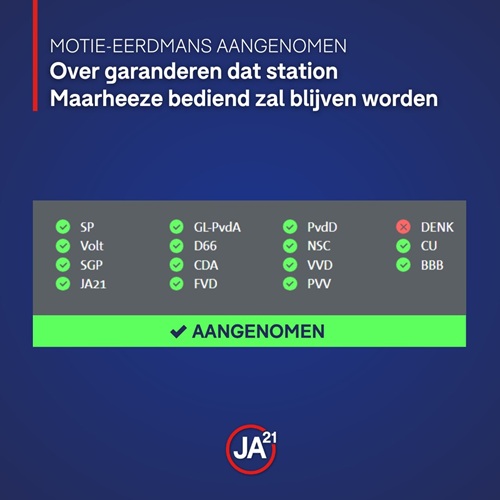 MOTIE-EERDMANS AANGENOMEN
Over garanderen dat station
Maarheeze bediend zal blijven worden
SP GL-PvdA PvdD DENK
Volt D66 NSC CU
SGP CDA VVD BBB
JA21 FVD PVV
AANGENOMEN
JA21